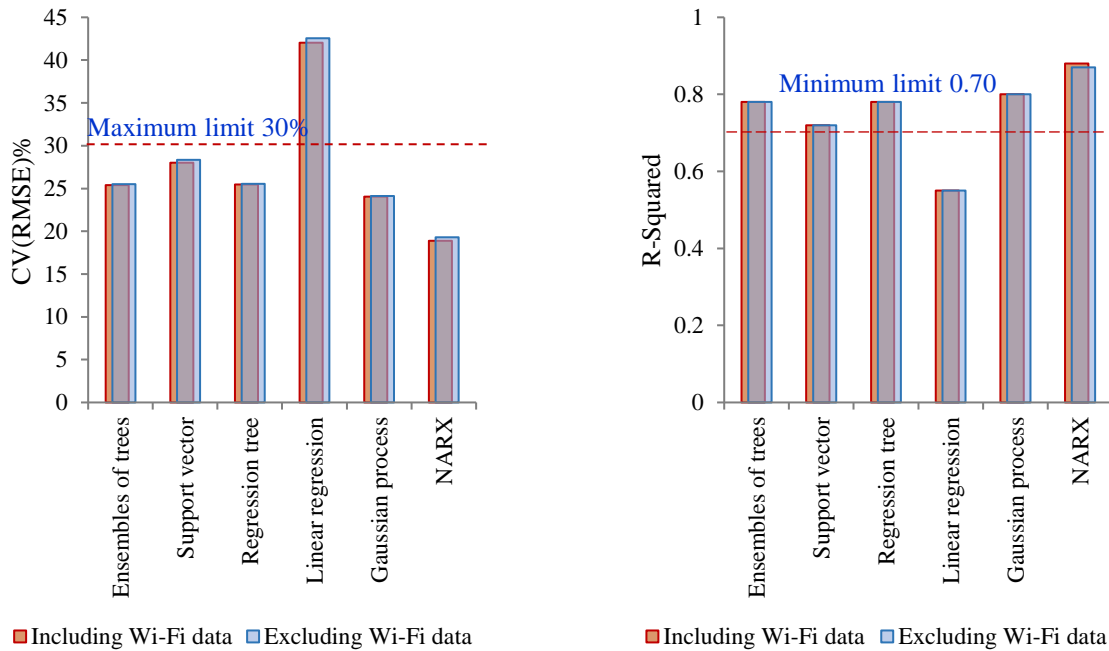 CV(RMSE)%
45
40
35
30
25
20
15
10
5
0
Maximum limit 30%
Ensembles of trees
Support vector
Regression tree
Linear regression
Gaussian process
NARX
Including Wi-Fi data
Excluding Wi-Fi data
R-Squared
1
0.8
0.6
0.4
0.2
0
Minimum limit 0.70
Ensembles of trees
Support vector
Regression tree
Linear regression
Gaussian process
NARX
Including Wi-Fi data
Excluding Wi-Fi data